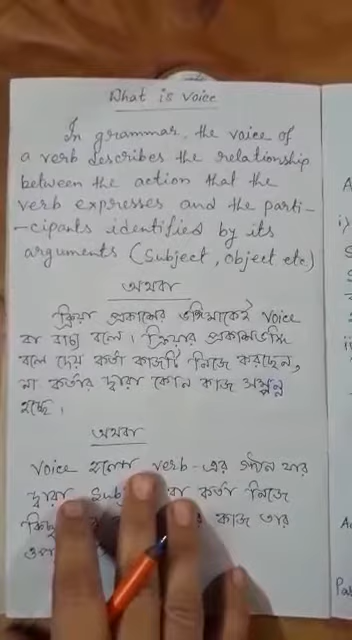 What is Voice
In grammar, the voice of
a verb describes the relationship
between the action that the
verb expresses and the parti-
-cipants identified by its
arguments (Subject, Object etc)
অথবা
ক্রিয়া প্রকাশের ভঙ্গিমাকেই Voice
বা বাচ্য বলে। ক্রিয়ার প্রকাশভঙ্গি
বলে দেয় কর্তা কাজটি নিজে করছেন,
না কর্তার দ্বারা কোন কাজ সম্পন্ন
হচ্ছে।
অথবা
Voice হলো verb-এর গঠন যার
দ্বারা বা কর্তা নিজে
কাজ তার
i)